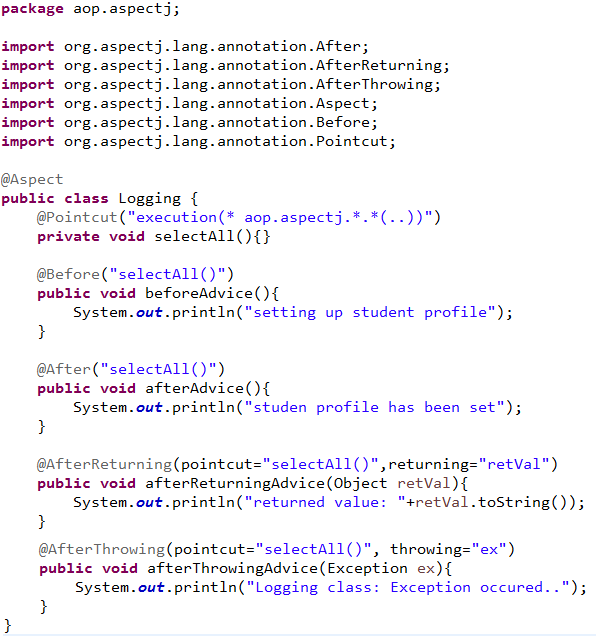 package aop.aspectj;
import org.aspectj.lang.annotation.After;
import org.aspectj.lang.annotation.AfterReturning;
import org.aspectj.lang.annotation.AfterThrowing;
import org.aspectj.lang.annotation.Aspect;
import org.aspectj.lang.annotation.Before;
import org.aspectj.lang.annotation.Pointcut;
@Aspect
public class Logging {
    @Pointcut("execution(* aop.aspectj.*.*(..))")
    private void selectAll(){}
    @Before("selectAll()")
    public void beforeAdvice(){
        System.out.println("setting up student profile");
    }
    @After("selectAll()")
    public void afterAdvice(){
        System.out.println("studen profile has been set");
    }
    @AfterReturning(pointcut="selectAll()",returning="retVal")
    public void afterReturningAdvice(Object retVal){
        System.out.println("returned value: "+retVal.toString());
    }
    @AfterThrowing(pointcut="selectAll()", throwing="ex")
    public void afterThrowingAdvice(Exception ex){
        System.out.println("Logging class: Exception occured..");
    }
}